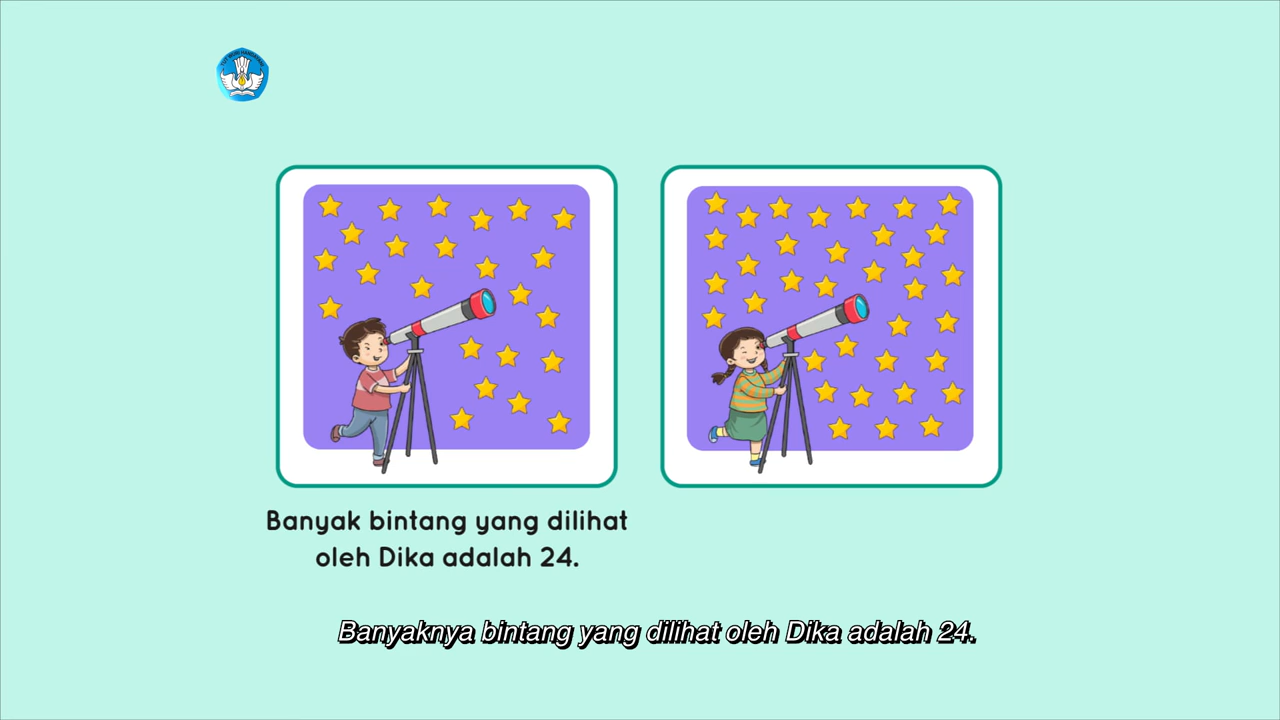 Banyak bintang yang dilihat
oleh Dika adalah 24.
Banyaknya bintang yang dilihat oleh Dika adalah 24.